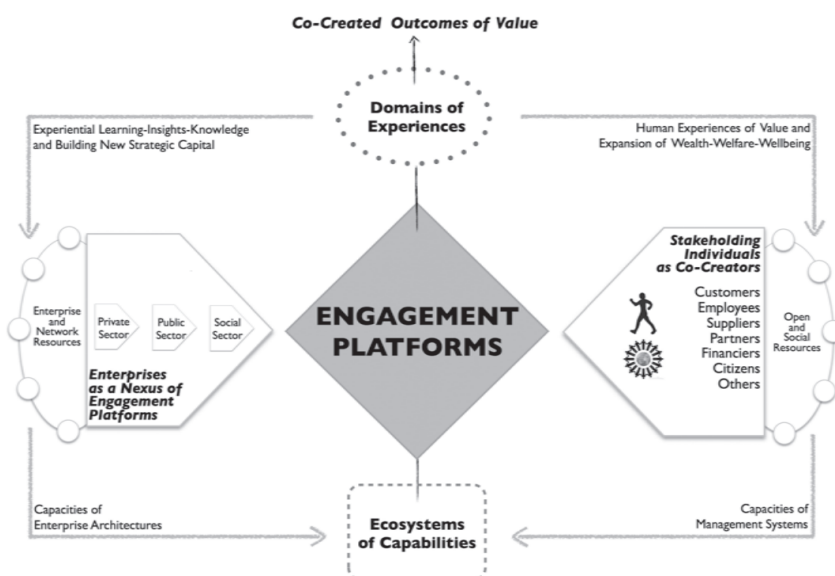 Co-Created Outcomes of Value
Domains of
Experiences
Experiential Learning-Insights-Knowledge
and Building New Strategic Capital
Human Experiences of Value and
Expansion of Wealth-Welfare-Wellbeing
Enterprise
and
Network
Resources
Private
Sector
Public
Sector
Social
Sector
Enterprises
as a Nexus of
Engagement
Platforms
ENGAGEMENT
PLATFORMS
Stakeholding
Individuals
as Co-Creators
Customers
Employees
Suppliers
Partners
Financiers
Citizens
Others
Open
and
Social
Resources
Capacities of
Enterprise Architectures
Ecosystems
of Capabilities
Capacities of
Management Systems